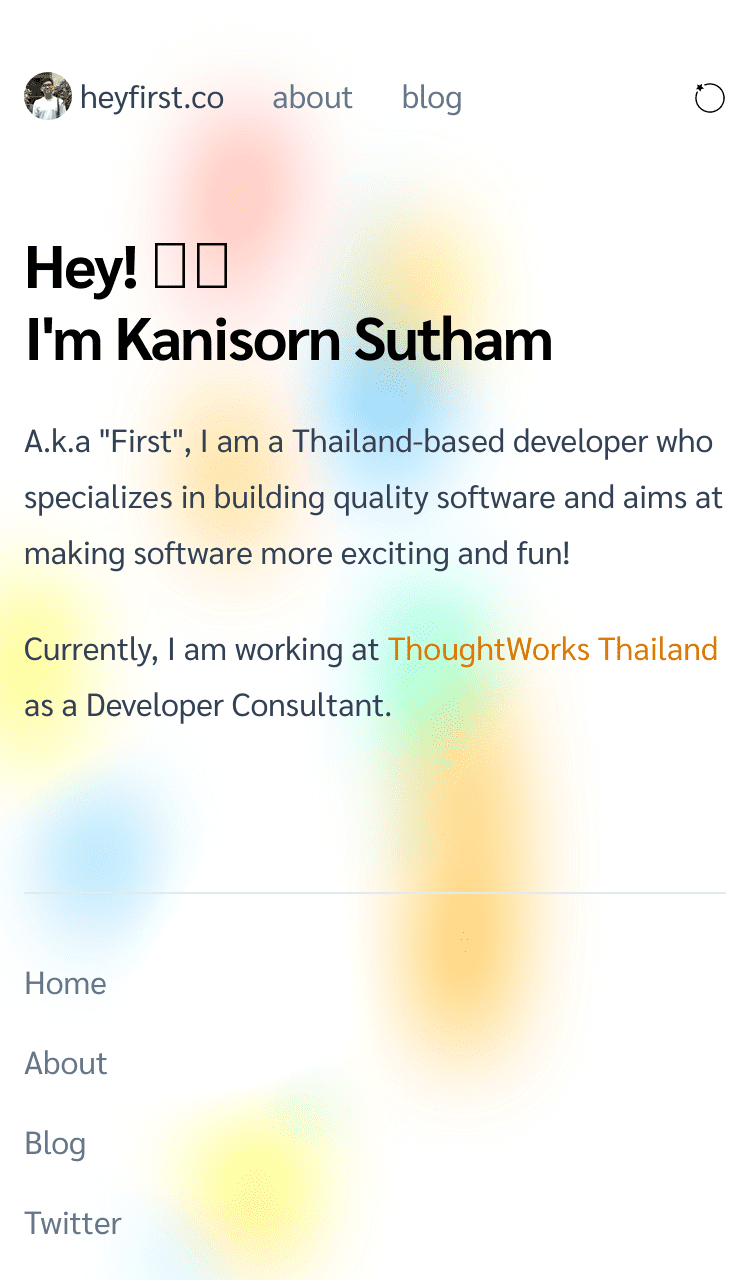 heyfirst.co about blog
Hey!
I'm Kanisorn Sutham
A.k.a "First", I am a Thailand-based developer who
specializes in building quality software and aims at
making software more exciting and fun!
Currently, I am working at ThoughtWorks Thailand
as a Developer Consultant.
Home
About
Blog
Twitter